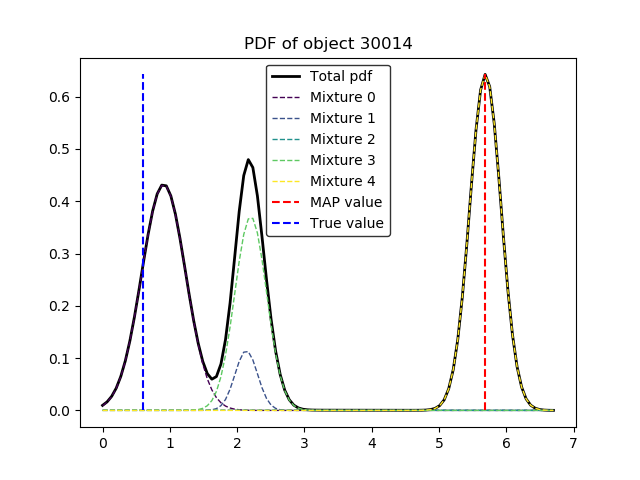 PDF of object 30014
Total pdf
Mixture 0
Mixture 1
Mixture 2
Mixture 3
Mixture 4
MAP value
True value
0.6
0.5
0.4
0.3
0.2
0.1
0.0
0 1 2 3 4 5 6 7